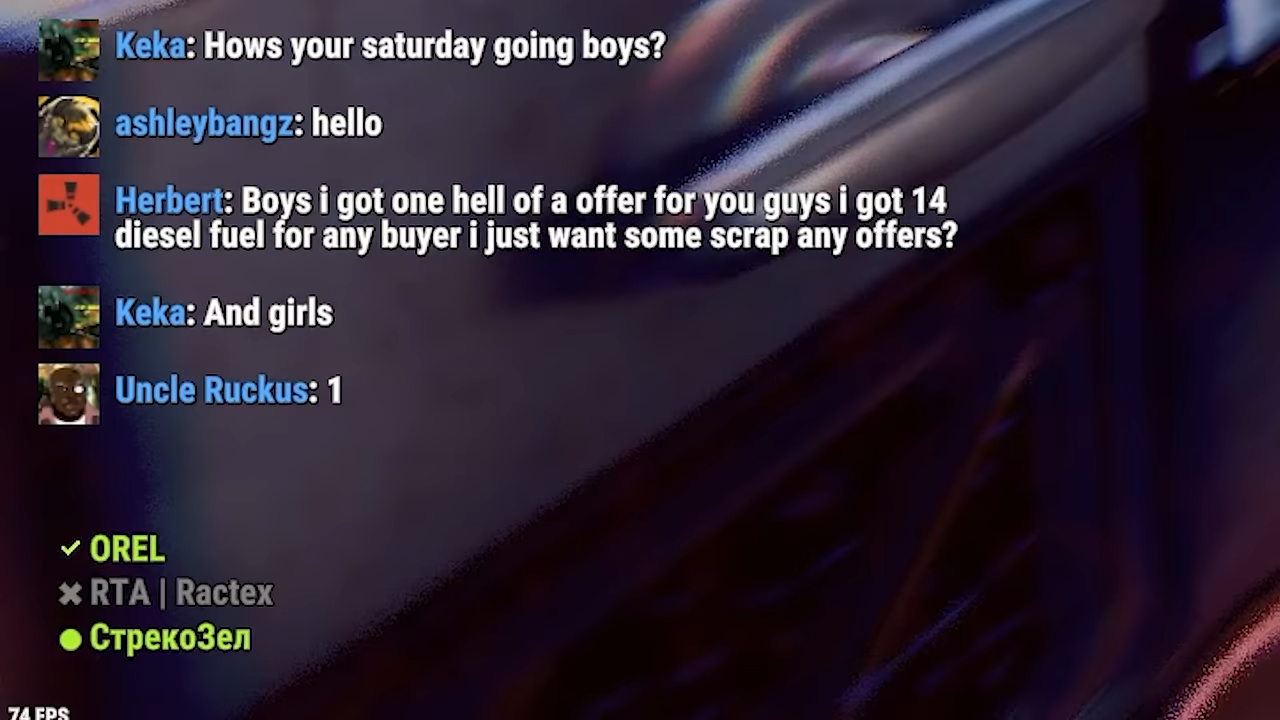 Keka: Hows your saturday going boys?
ashleybangz: hello
Herbert: Boys i got one hell of a offer for you guys i got 14
diesel fuel for any buyer i just want some scrap any offers?
Keka: And girls
Uncle Ruckus: 1
OREL
RTA | Ractex
СтрекоЗел
74 FPS